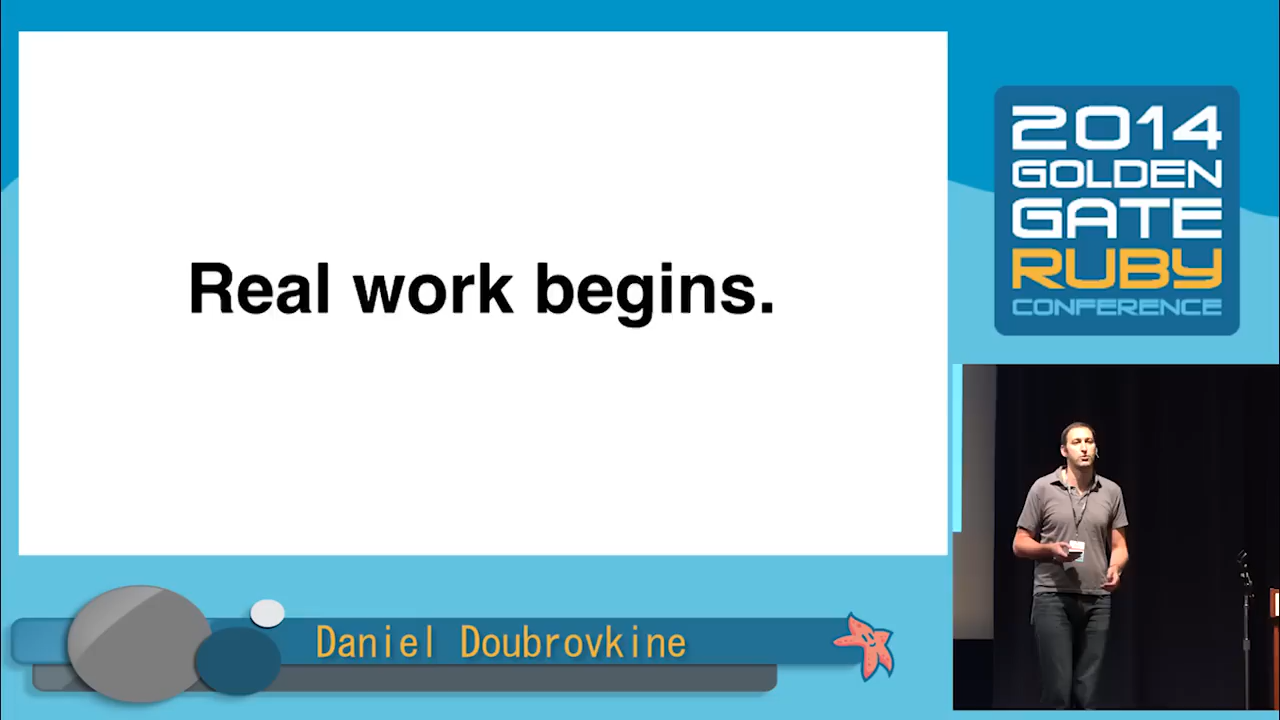 Real work begins.
2014
GOLDEN
GATE
RUBY
CONFERENCE
Daniel Doubrovkine